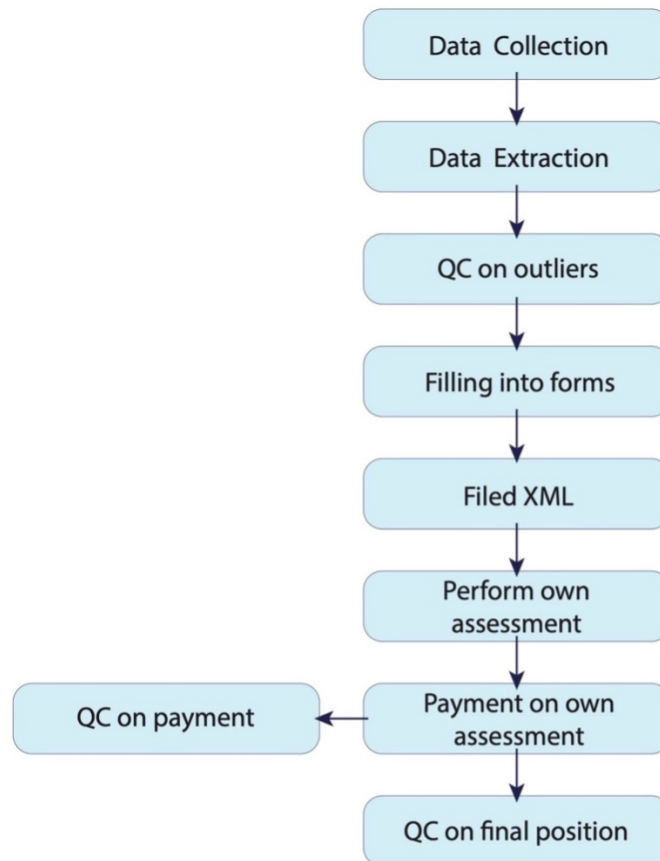 Data Collection
Data Extraction
QC on outliers
Filling into forms
Filed XML
Perform own
assessment
QC on payment
Payment on own
assessment
QC on final position